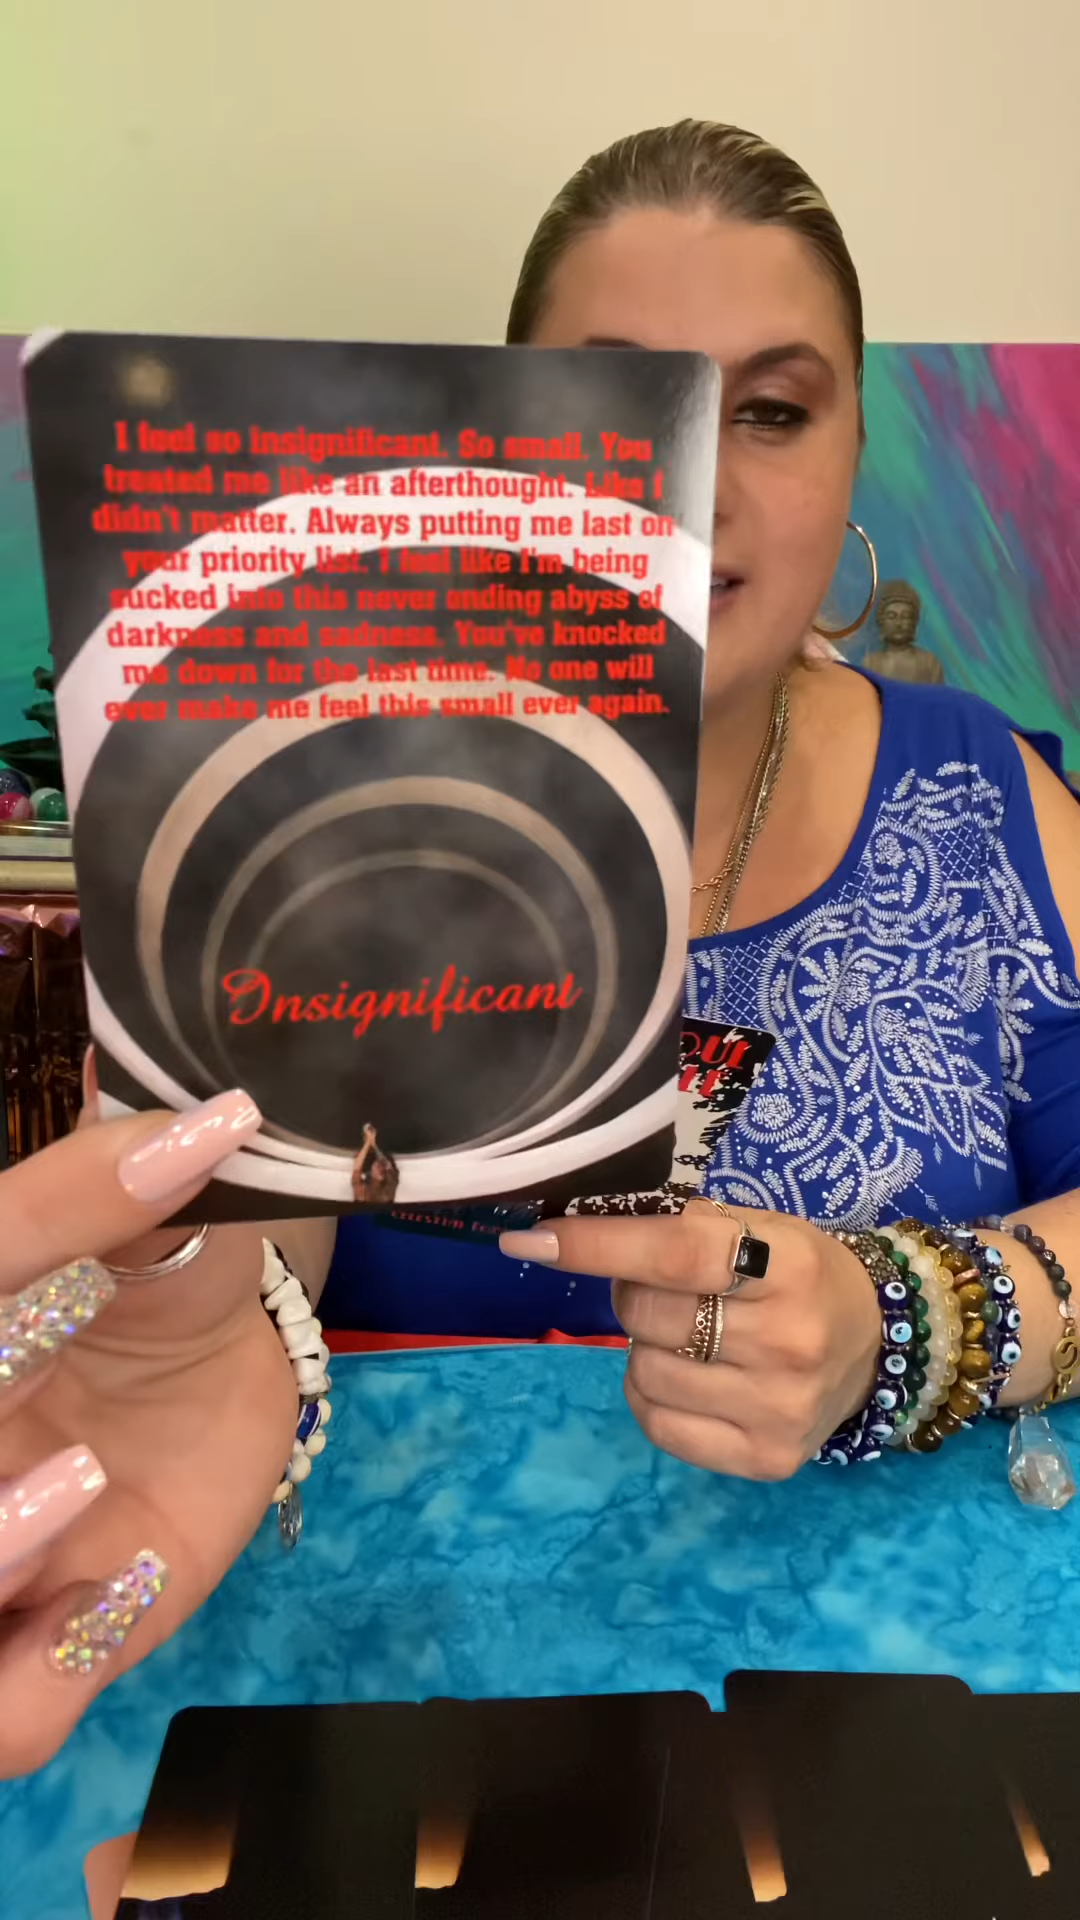 I feel so insignificant. So small. You
treated me like an afterthought. Like I
didn't matter. Always putting me last on
your priority list. I feel like I'm being
sucked into this never ending abyss of
darkness and sadness. You've knocked
me down for the last time. No one will
ever make me feel this small ever again.
Insignificant